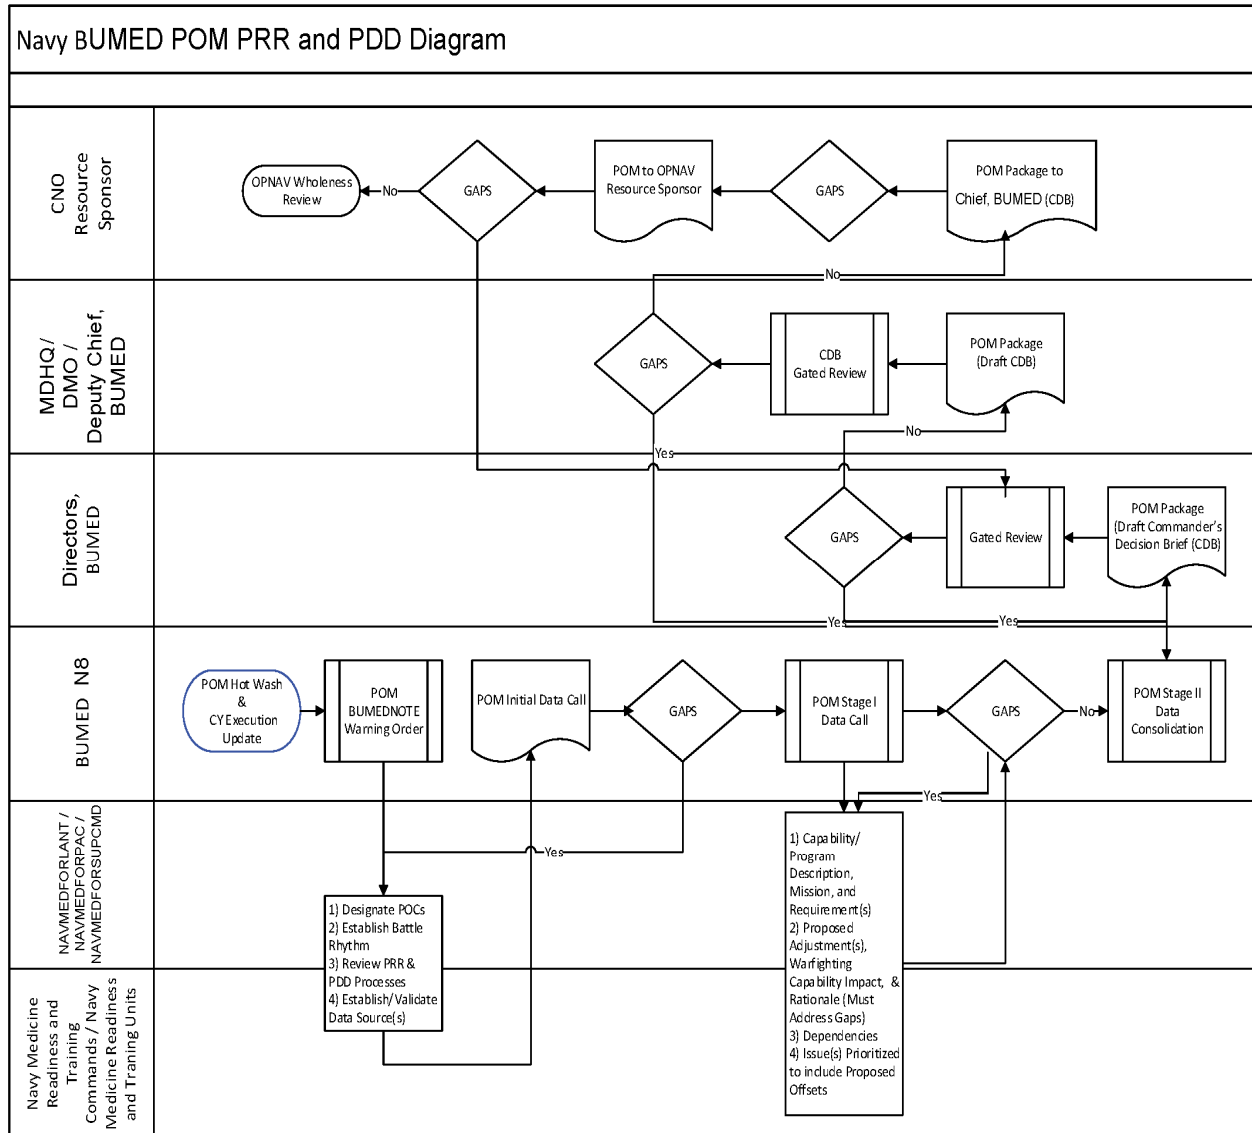 Navy BUMED POM PRR and PDD Diagram
CNO
Resource
Sponsor
OPNAV Wholeness
Review
No
GAPS
POM to OPNAV
Resource Sponsor
GAPS
POM Package to
Chief, BUMED (CDB)
No
MDHQ/
DMO /
Deputy Chief,
BUMED
GAPS
CDB
Gated Review
POM Package
(Draft CDB)
No
Yes
Directors,
BUMED
GAPS
Gated Review
POM Package
(Draft Commander's
Decision Brief (CDB)
Yes
Yes
BUMED N8
POM Hot Wash
&
CY Execution
Update
POM
BUMEDNOTE
Warning Order
POM Initial Data Call
GAPS
POM Stage I
Data Call
GAPS
No
POM Stage II
Data
Consolidation
Yes
NAVMEDFORLANT /
NAVMEDFORPAC /
NAVMEDFORSUPCMD
Yes
1) Designate POCs
2) Establish Battle
Rhythm
3) Review PRR &
PDD Processes
4) Establish/Validate
Data Source(s)
1) Capability/
Program
Description,
Mission, and
Requirement(s)
2) Proposed
Adjustment(s),
Warfighting
Capability Impact, &
Rationale (Must
Address Gaps)
3) Dependencies
4) Issue(s) Prioritized
to include Proposed
Offsets
Navy Medicine
Readiness and
Training
Commands / Navy
Medicine Readiness
and Traning Units